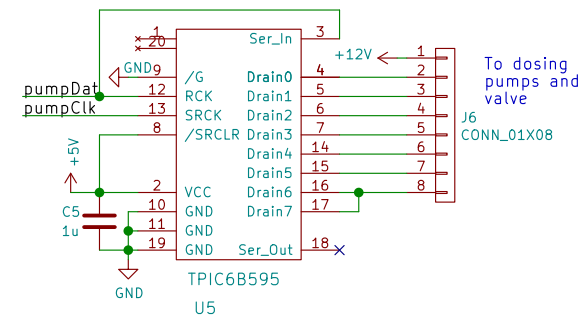 1
20
Ser_In
3
+12V
1
To dosing
pumps and
valve
GND
9
/G
Drain0
4
2
pumpDat
12
RCK
Drain1
5
3
pumpClk
13
SRCK
Drain2
6
4
J6
8
/SRCLR
Drain3
7
5
CONN_01X08
+5V
Drain4
14
6
Drain5
15
7
2
VCC
Drain6
16
8
C5
1u
10
GND
Drain7
17
11
GND
19
GND
Ser_Out
18
GND
TPIC6B595
U5